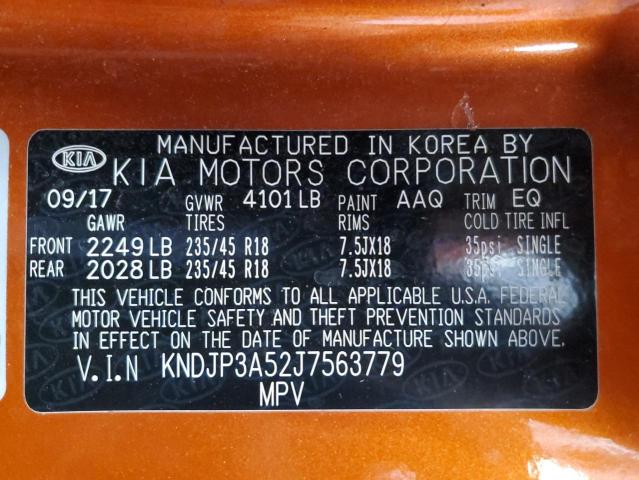 MANUFACTURED IN KOREA BY
KIA KIA MOTORS CORPORATION
09/17 GVWR 4101 LB PAINT AAQ TRIM EQ
GAWR TIRES RIMS COLD TIRE INFL
FRONT 2249 LB 235/45 R18 7.5JX18 35psi SINGLE
REAR 2028 LB 235/45 R18 7.5JX18 35psi SINGLE
THIS VEHICLE CONFORMS TO ALL APPLICABLE U.S.A. FEDERAL
MOTOR VEHICLE SAFETY AND THEFT PREVENTION STANDARDS
IN EFFECT ON THE DATE OF MANUFACTURE SHOWN ABOVE.
V.I.N KNDJP3A52J7563779
MPV